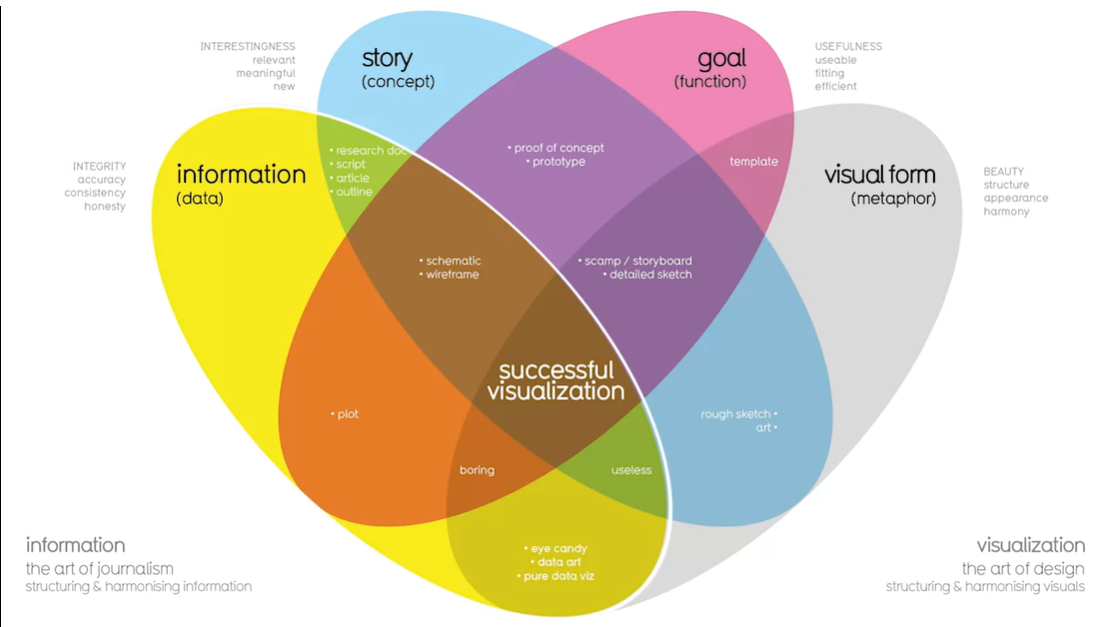 INTERESTINGNESS
relevant
meaningful
new
story
(concept)
goal
(function)
USEFULNESS
useable
fitting
efficient
INTEGRITY
accuracy
consistency
honesty
information
(data)
• research doc
• script
• article
• outline
• proof of concept
• prototype
template
visual form
(metaphor)
BEAUTY
structure
appearance
harmony
• schematic
• wireframe
• scamp / storyboard
• detailed sketch
successful
visualization
• plot
rough sketch •
art •
boring
useless
• eye candy
• data art
• pure data viz
information
the art of journalism
structuring & harmonising information
visualization
the art of design
structuring & harmonising visuals